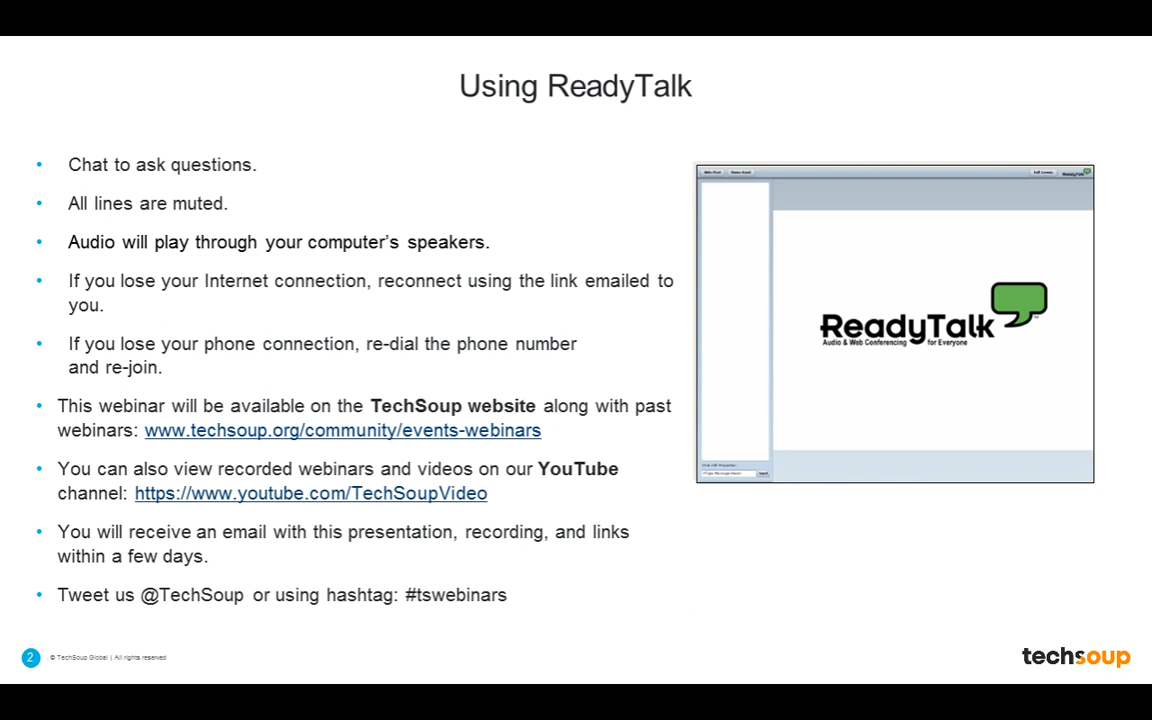 Using ReadyTalk
• Chat to ask questions.
• All lines are muted.
• Audio will play through your computer’s speakers.
• If you lose your Internet connection, reconnect using the link emailed to
you.
• If you lose your phone connection, re-dial the phone number
and re-join.
• This webinar will be available on the TechSoup website along with past
webinars: www.techsoup.org/community/events-webinars
• You can also view recorded webinars and videos on our YouTube
channel: https://www.youtube.com/TechSoupVideo
• You will receive an email with this presentation, recording, and links
within a few days.
• Tweet us @TechSoup or using hashtag: #tswebinars
ReadyTalk
ReadyTalk
Audio & Web Conferencing for Everyone
2 © TechSoup Global | All rights reserved
techsoup